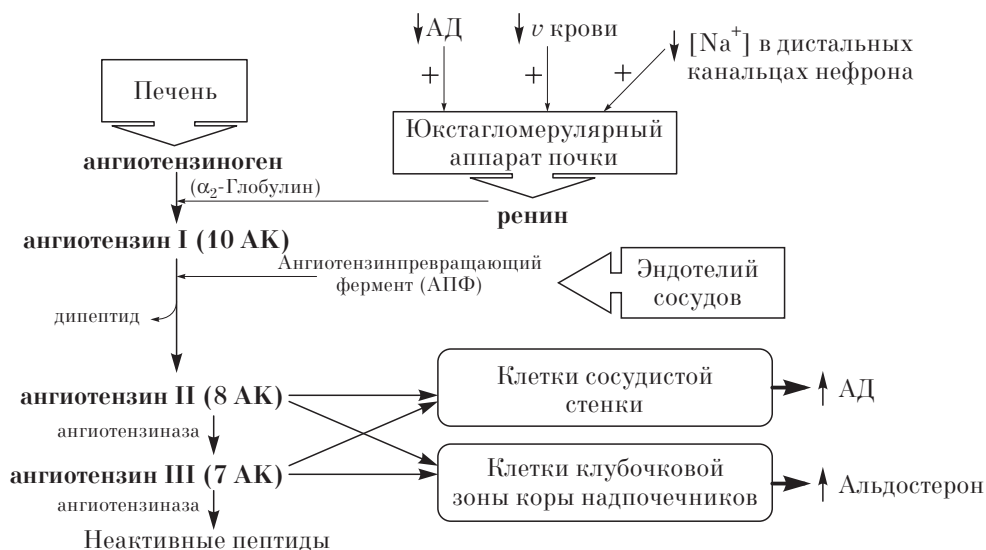 АД
v крови
[Na+] в дистальных
канальцах нефрона
+
+
+
Печень
Юкстагломерулярный
аппарат почки
ангиотензиноген
(α2-Глобулин)
ренин
ангиотензин I (10 АК)
Ангиотензинпревращающий
фермент (АПФ)
Эндотелий
сосудов
дипептид
Клетки сосудистой
стенки
АД
ангиотензин II (8 АК)
ангиотензиназа
ангиотензин III (7 АК)
Клетки клубочковой
зоны коры надпочечников
Альдостерон
ангиотензиназа
Неактивные пептиды